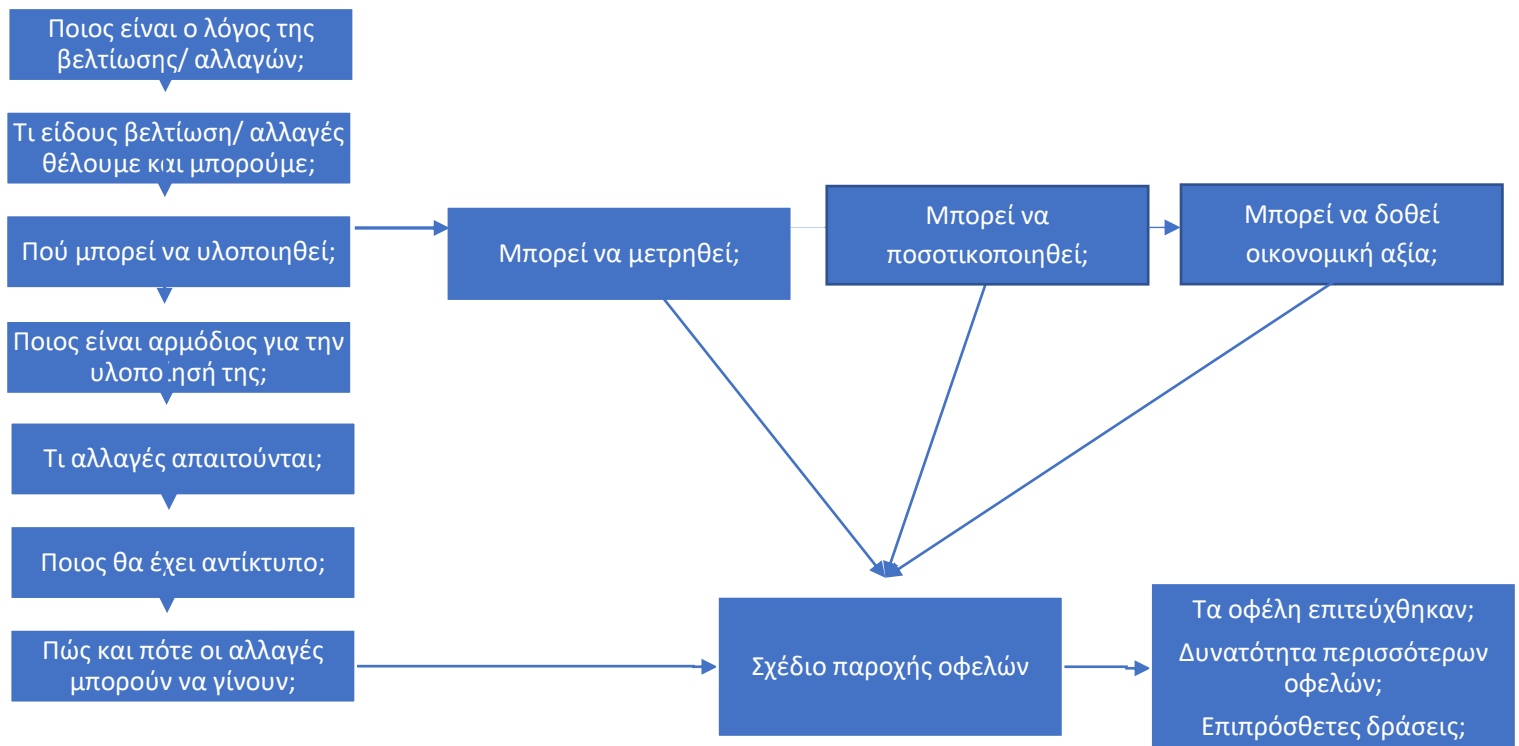 Ποιος είναι ο λόγος της
βελτίωσης/ αλλαγών;
Τι είδους βελτίωση/ αλλαγές
θέλουμε και μπορούμε;
Πού μπορεί να υλοποιηθεί;
Μπορεί να μετρηθεί;
Μπορεί να
ποσοτικοποιηθεί;
Μπορεί να δοθεί
οικονομική αξία;
Ποιος είναι αρμόδιος για την
υλοποίησή της;
Τι αλλαγές απαιτούνται;
Ποιος θα έχει αντίκτυπο;
Πώς και πότε οι αλλαγές
μπορούν να γίνουν;
Σχέδιο παροχής οφελών
Τα οφέλη επιτεύχθηκαν;
Δυνατότητα περισσότερων
οφελών;
Επιπρόσθετες δράσεις;